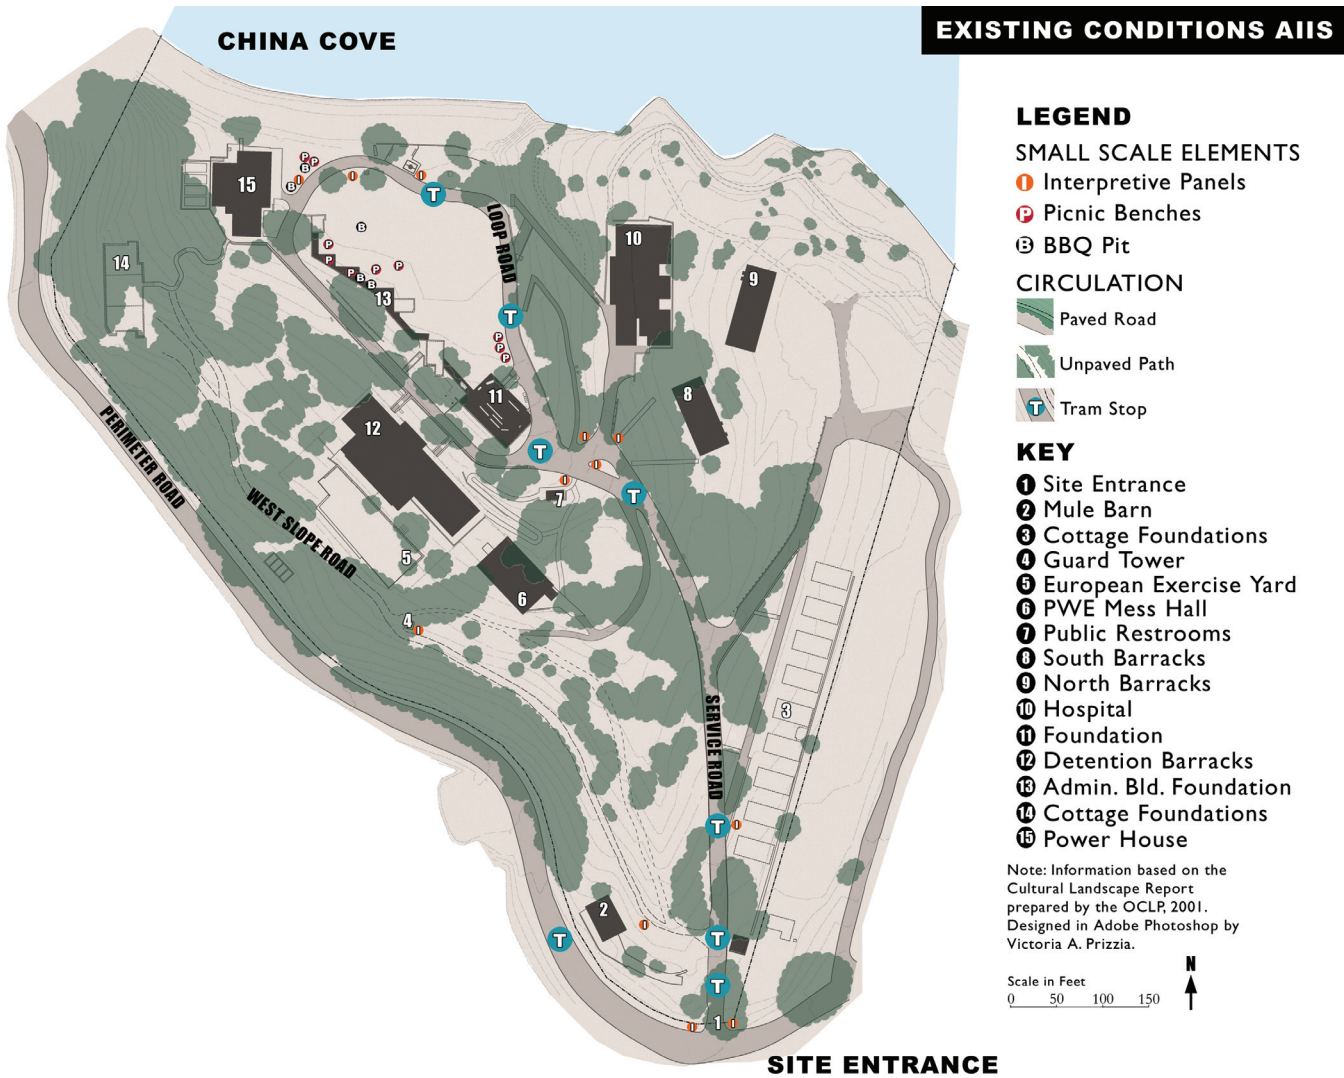 CHINA COVE
EXISTING CONDITIONS AIIS
LEGEND
SMALL SCALE ELEMENTS
I Interpretive Panels
P Picnic Benches
B BBQ Pit
CIRCULATION
Paved Road
Unpaved Path
T Tram Stop
KEY
1 Site Entrance
2 Mule Barn
3 Cottage Foundations
4 Guard Tower
5 European Exercise Yard
6 PWE Mess Hall
7 Public Restrooms
8 South Barracks
9 North Barracks
10 Hospital
11 Foundation
12 Detention Barracks
13 Admin. Bld. Foundation
14 Cottage Foundations
15 Power House
Note: Information based on the
Cultural Landscape Report
prepared by the OCLP, 2001.
Designed in Adobe Photoshop by
Victoria A. Prizzia.
Scale in Feet
0 50 100 150
N
P
P
B
I
B
I
I
T
15
B
LOOP ROAD
10
P
14
P
P
B
P
P
B
13
9
T
P
P
P
11
8
12
PERIMETER ROAD
I
I
T
I
I
7
T
WEST SLOPE ROAD
5
6
4
I
SERVICE ROAD
3
T
I
2
I
T
T
T
I
1
I
SITE ENTRANCE